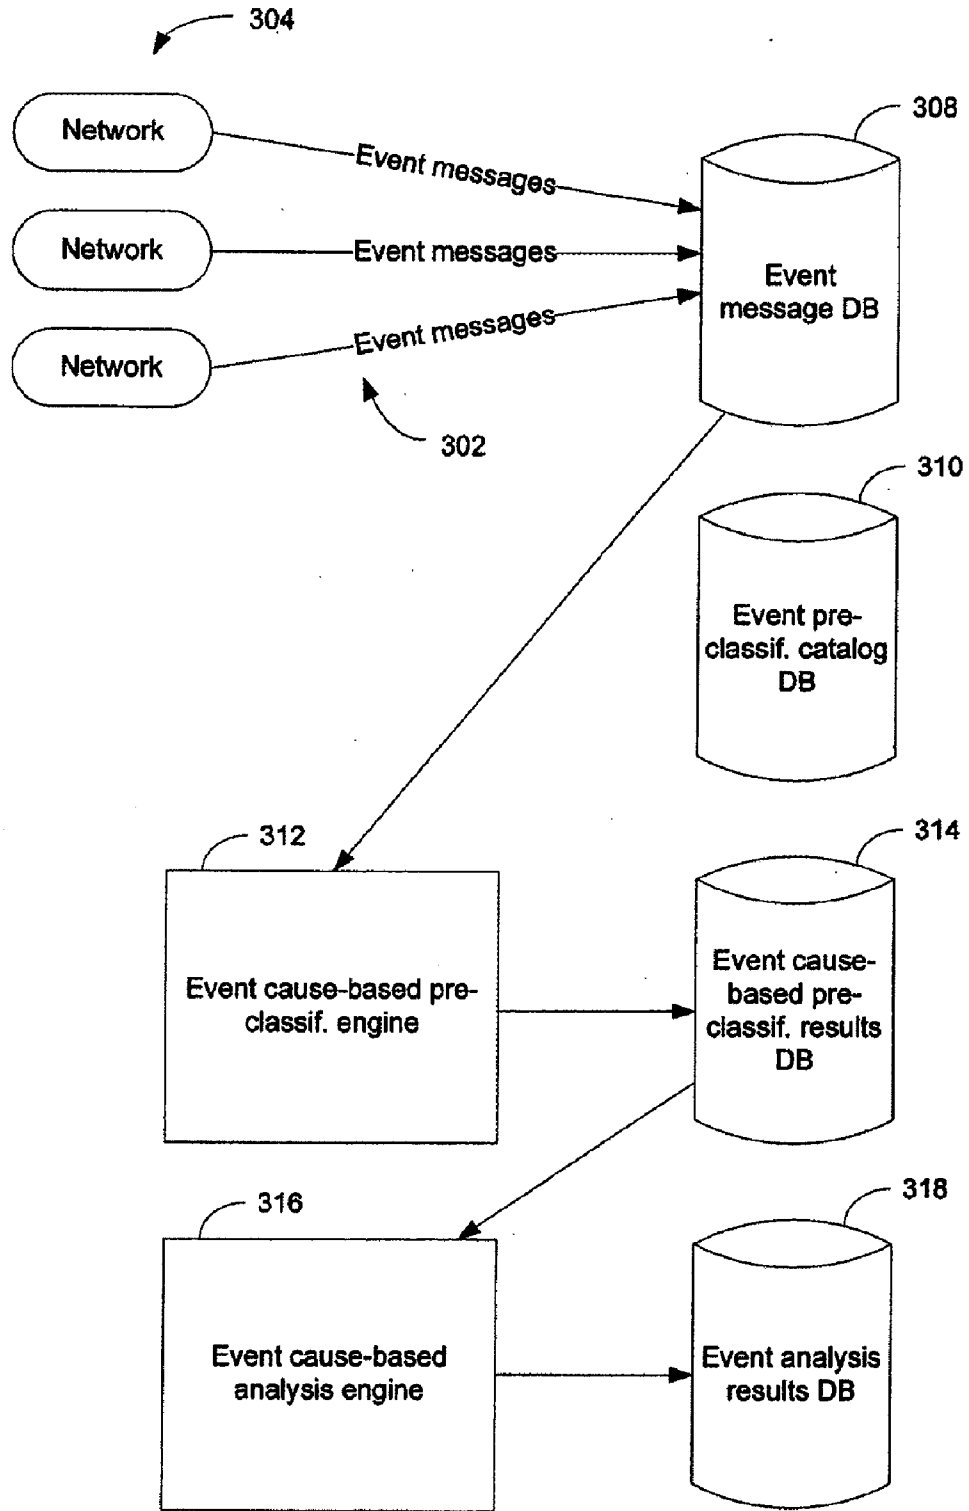 304
Network
Event messages
308
Network
Event messages
Event
message DB
Network
Event messages
302
310
Event pre-
classif. catalog
DB
312
314
Event cause-based pre-
classif. engine
Event cause-
based pre-
classif. results
DB
316
318
Event cause-based
analysis engine
Event analysis
results DB